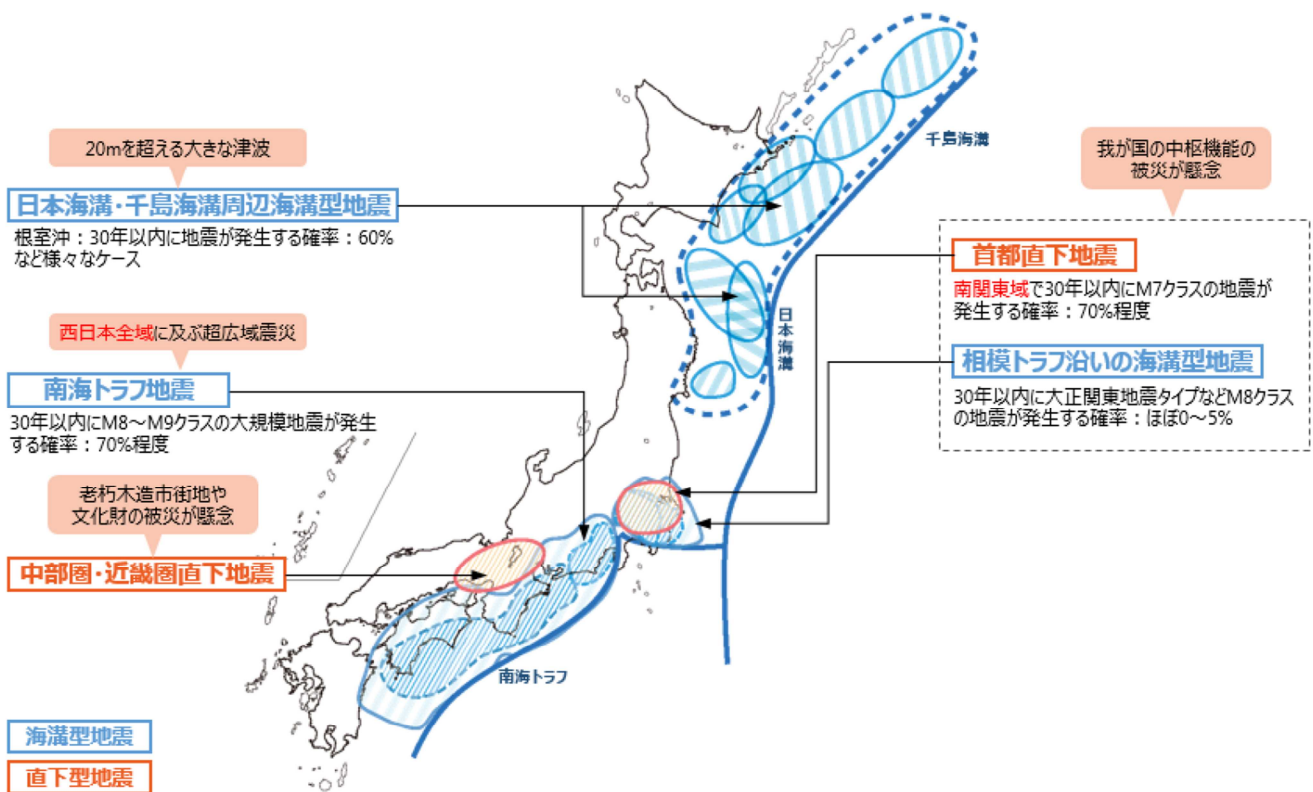 20mを超える大きな津波
日本海溝・千島海溝周辺海溝型地震
根室沖：30年以内に地震が発生する確率：60%
など様々なケース
西日本全域に及ぶ超広域震災
南海トラフ地震
30年以内にM8～M9クラスの大規模地震が発生
する確率：70%程度
老朽木造市街地や
文化財の被災が懸念
中部圏・近畿圏直下地震
海溝型地震
直下型地震
千島海溝
日本海溝
南海トラフ
我が国の中枢機能の
被災が懸念
首都直下地震
南関東域で30年以内にM7クラスの地震が
発生する確率：70%程度
相模トラフ沿いの海溝型地震
30年以内に大正関東地震タイプなどM8クラス
の地震が発生する確率：ほぼ0～5%